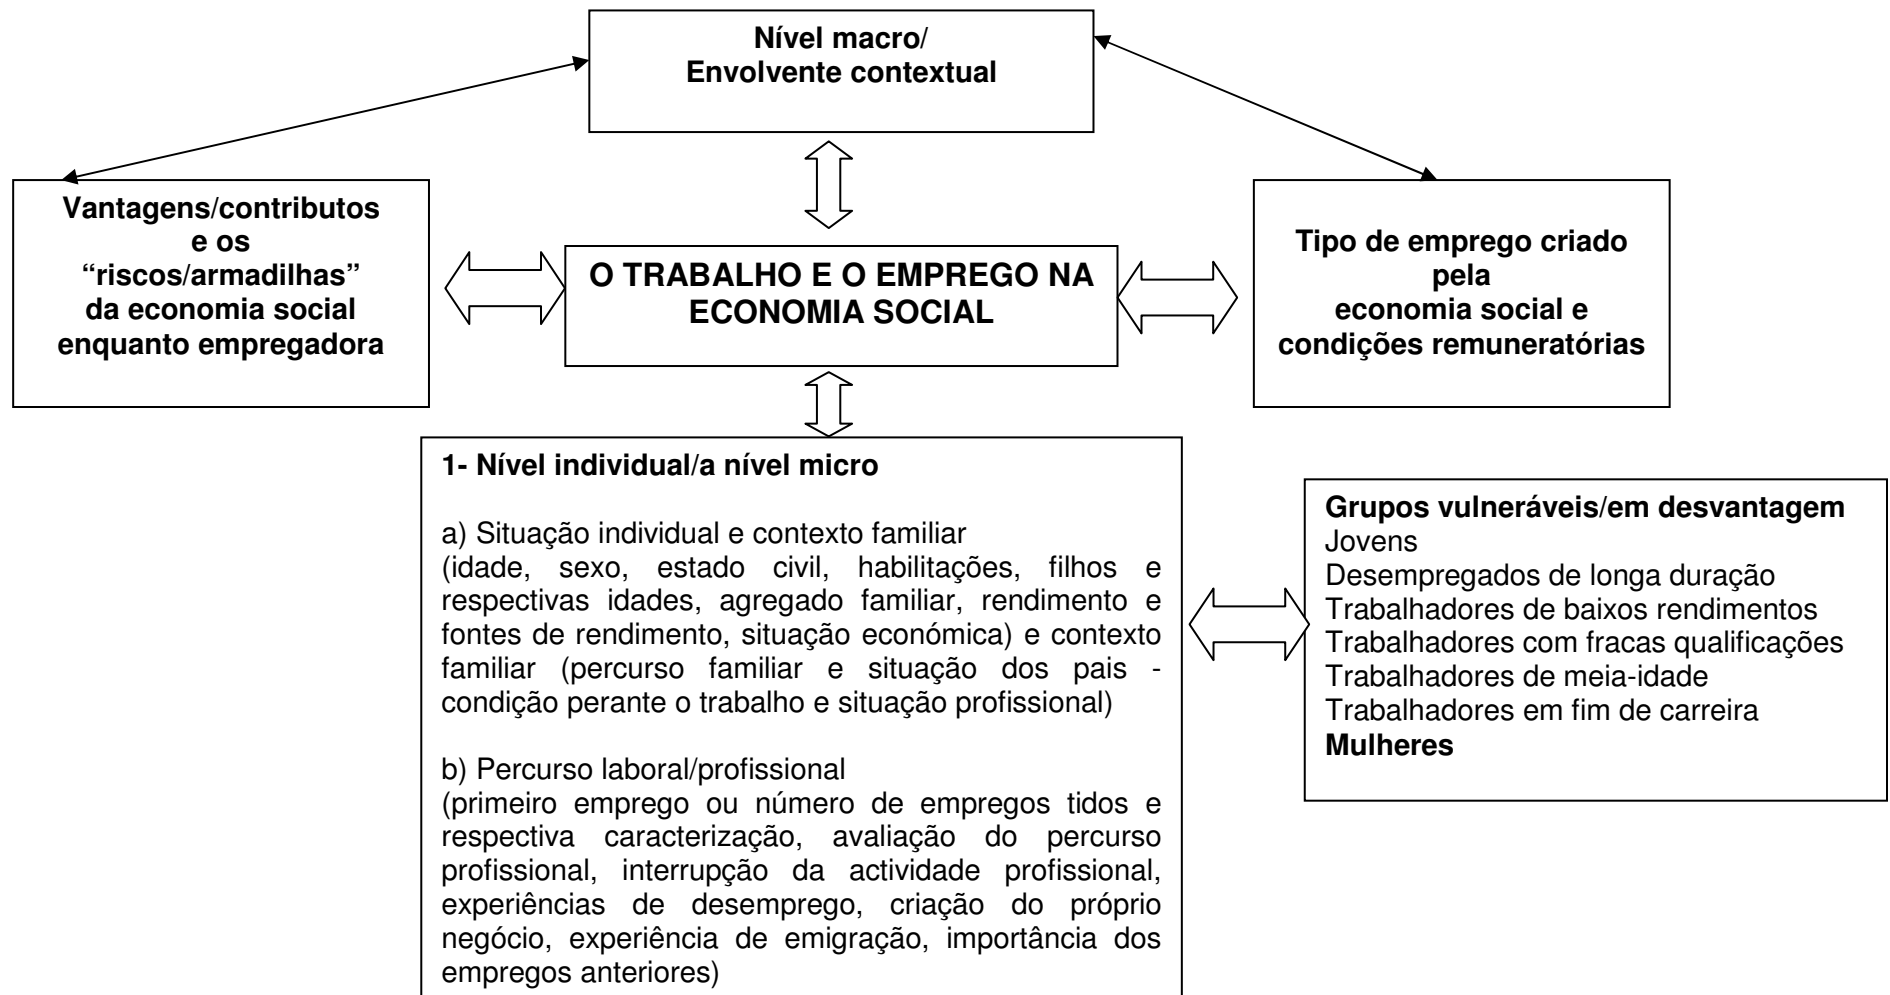 Nível macro/
Envolvente contextual
Vantagens/contributos
e os
“riscos/armadilhas”
da economia social
enquanto empregadora
O TRABALHO E O EMPREGO NA
ECONOMIA SOCIAL
Tipo de emprego criado
pela
economia social e
condições remuneratórias
1- Nível individual/a nível micro
a) Situação individual e contexto familiar
(idade, sexo, estado civil, habilitações, filhos e
respectivas idades, agregado familiar, rendimento e
fontes de rendimento, situação económica) e contexto
familiar (percurso familiar e situação dos pais -
condição perante o trabalho e situação profissional)
b) Percurso laboral/profissional
(primeiro emprego ou número de empregos tidos e
respectiva caracterização, avaliação do percurso
profissional, interrupção da actividade profissional,
experiências de desemprego, criação do próprio
negócio, experiência de emigração, importância dos
empregos anteriores)
Grupos vulneráveis/em desvantagem
Jovens
Desempregados de longa duração
Trabalhadores de baixos rendimentos
Trabalhadores com fracas qualificações
Trabalhadores de meia-idade
Trabalhadores em fim de carreira
Mulheres